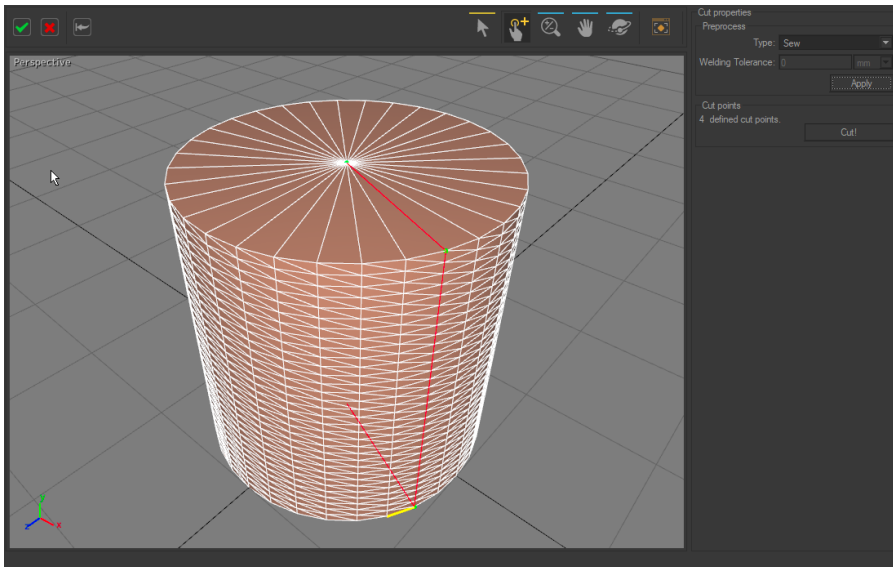 Cut properties
Preprocess
Type: Sew
Welding Tolerance: 0 mm
Apply
Perspective
Cut points
4 defined cut points.
Cut!
z
x